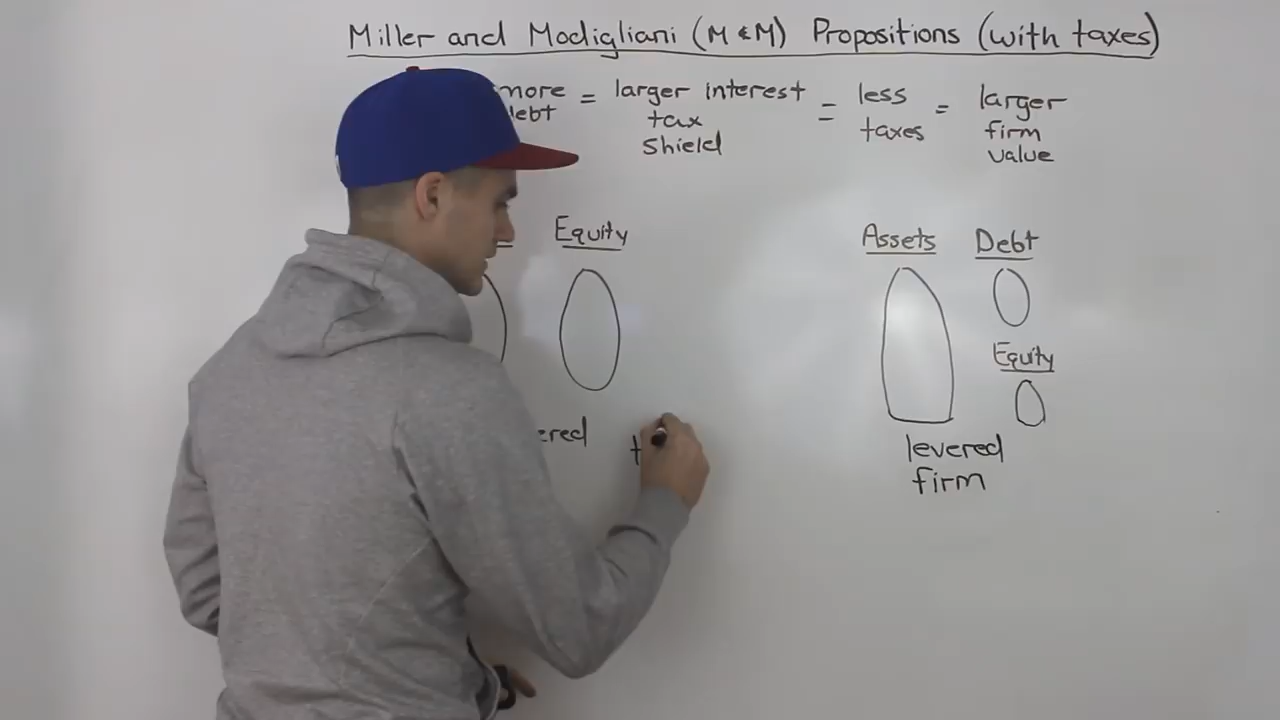 Miller and Modigliani (M & M) Propositions (with taxes)
more debt = larger interest tax shield = less taxes = larger firm value
Equity
Assets Debt
Equity
levered firm